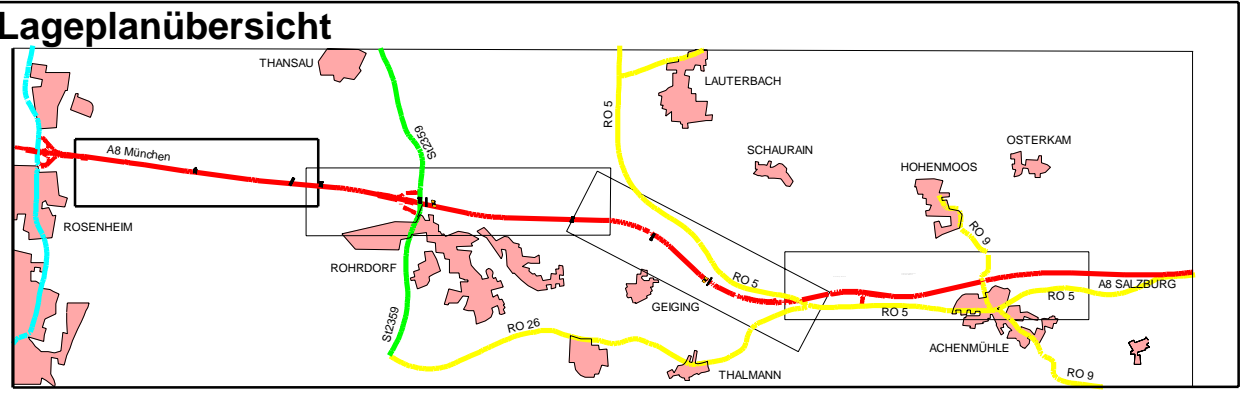 Lageplanübersicht
THANSAU
LAUTERBACH
RO 5
St2359
A8 München
SCHAURAIN
OSTERKAM
HOHENMOOS
ROSENHEIM
RO 9
ROHRDORF
RO 5
A8 SALZBURG
RO 5
GEIGING
RO 5
St2359
RO 26
ACHENMÜHLE
THALMANN
RO 9